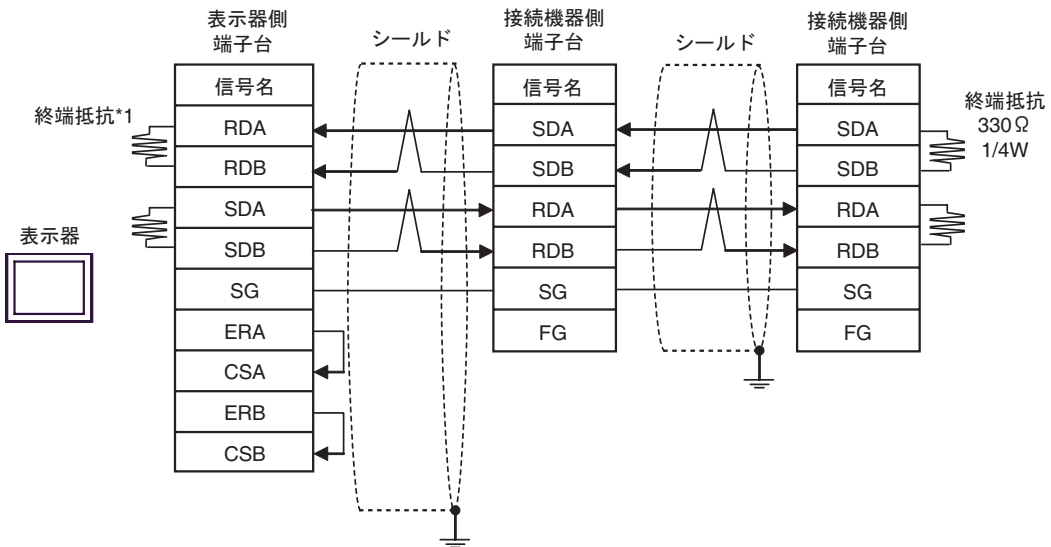 表示器側
端子台
シールド
接続機器側
端子台
シールド
接続機器側
端子台
終端抵抗*1
信号名
RDA
RDB
SDA
SDB
SG
ERA
CSA
ERB
CSB
表示器
信号名
SDA
SDB
RDA
RDB
SG
FG
信号名
SDA
SDB
RDA
RDB
SG
FG
終端抵抗
330Ω
1/4W